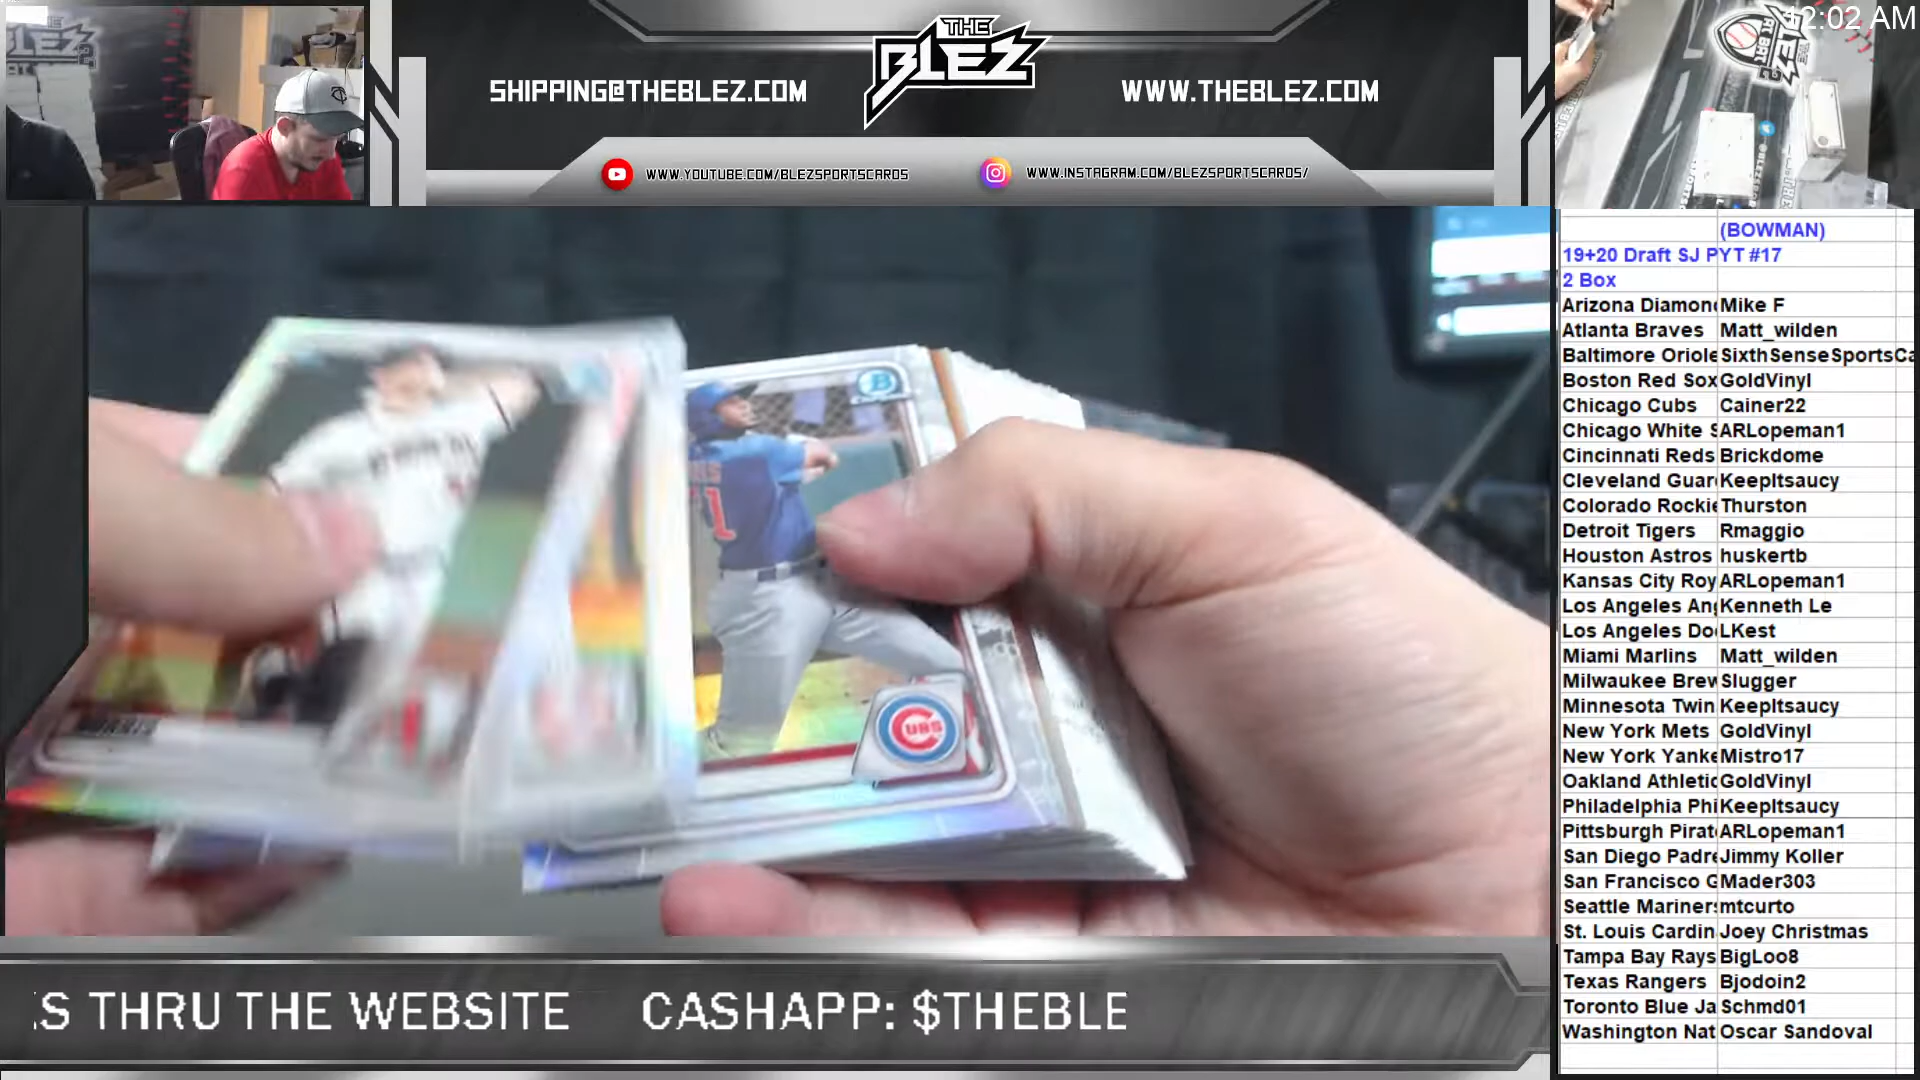 12:02 AM
THE
BLEZ
SHIPPING@THEBLEZ.COM
WWW.THEBLEZ.COM
WWW.YOUTUBE.COM/BLEZSPORTSCARDS
WWW.INSTAGRAM.COM/BLEZSPORTSCARDS/
(BOWMAN)
19+20 Draft SJ PYT #17
2 Box
Arizona Diamon Mike F
Atlanta Braves Matt_wilden
Baltimore Oriole SixthSenseSportsCa
Boston Red Sox GoldVinyl
Chicago Cubs Cainer22
Chicago White S ARLopeman1
Cincinnati Reds Brickdome
Cleveland Guar KeepItsaucy
Colorado Rockie Thurston
Detroit Tigers Rmaggio
Houston Astros huskertb
Kansas City Roy ARLopeman1
Los Angeles Ang Kenneth Le
Los Angeles Do LKest
Miami Marlins Matt_wilden
Milwaukee Brew Slugger
Minnesota Twin KeepItsaucy
New York Mets GoldVinyl
New York Yanke Mistro17
Oakland Athletic GoldVinyl
Philadelphia Phi KeepItsaucy
Pittsburgh Pirat ARLopeman1
San Diego Padre Jimmy Koller
San Francisco G Mader303
Seattle Mariners mtcurto
St. Louis Cardin Joey Christmas
Tampa Bay Rays BigLoo8
Texas Rangers Bjodoin2
Toronto Blue Ja Schmd01
Washington Nat Oscar Sandoval
CUBS
S THRU THE WEBSITE CASHAPP: $THEBLE